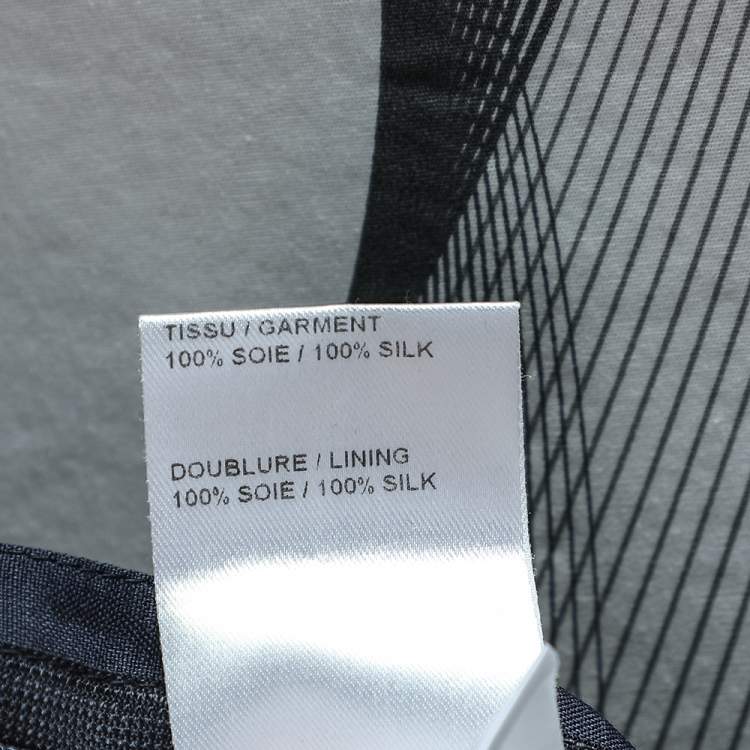 TISSU / GARMENT
100% SOIE / 100% SILK
DOUBLURE / LINING
100% SOIE / 100% SILK